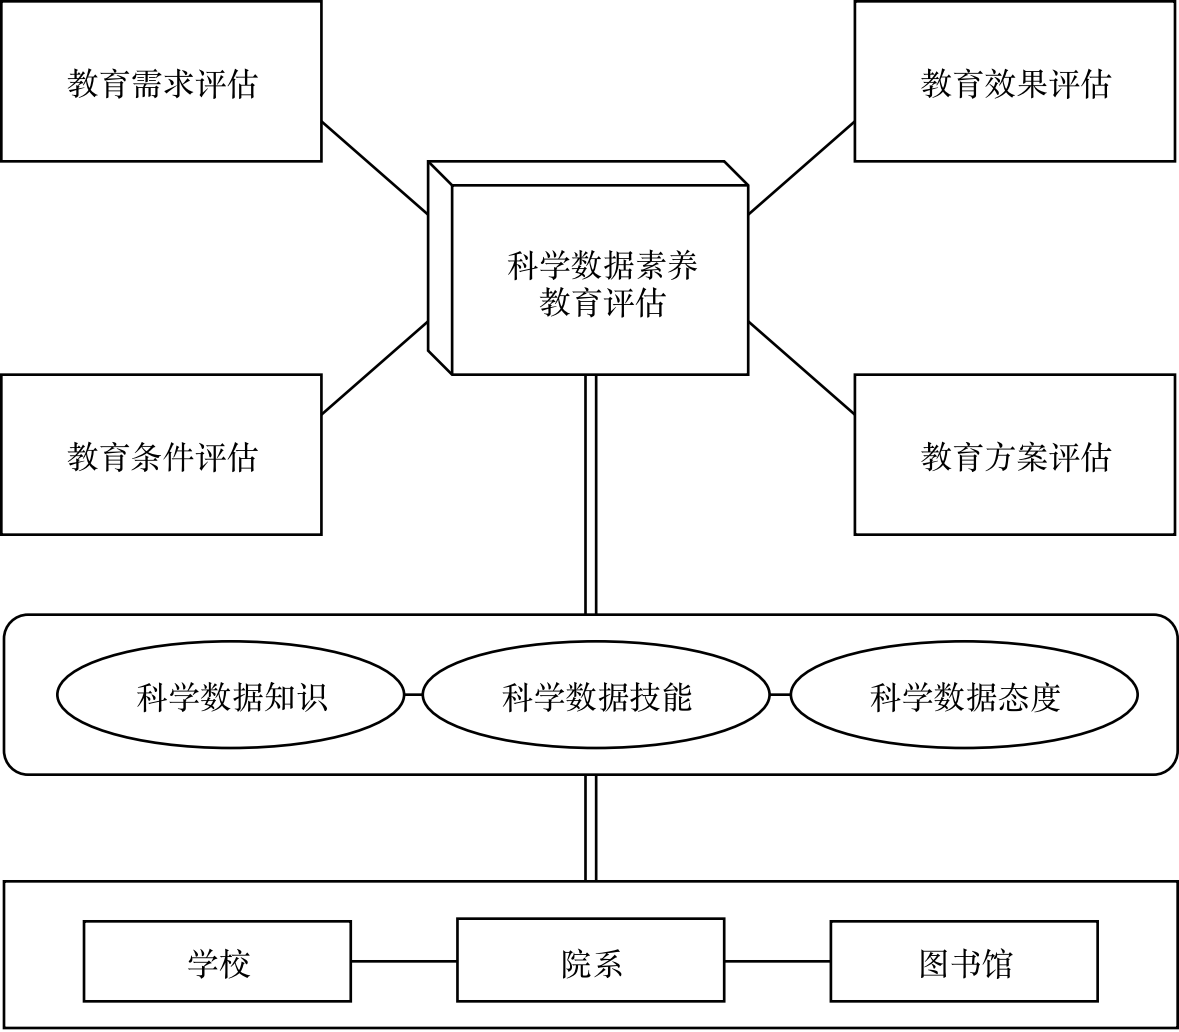 教育需求评估
教育效果评估
科学数据素养
教育评估
教育条件评估
教育方案评估
科学数据知识
科学数据技能
科学数据态度
学校
院系
图书馆